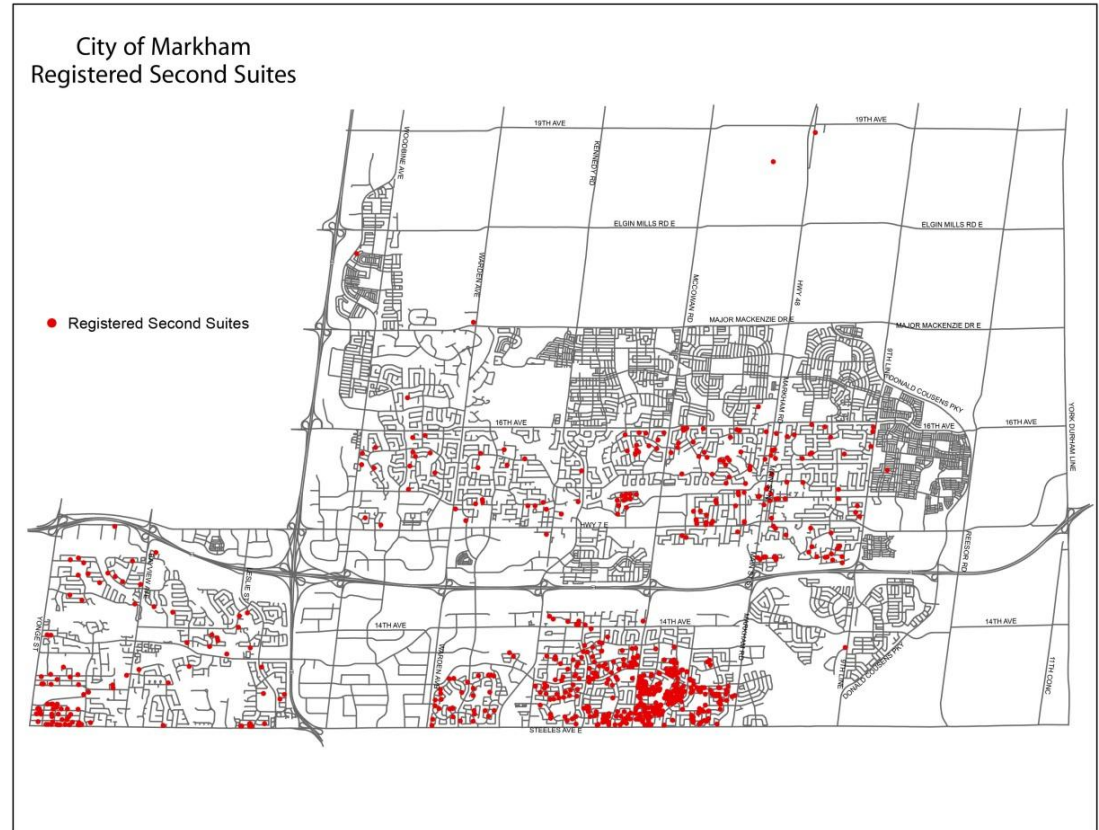 City of Markham
Registered Second Suites
19TH AVE
19TH AVE
WOODBINE AVE
KENNEDY RD
ELGIN MILLS RD E
ELGIN MILLS RD E
WARDEN AVE
MCCOWAN RD
HWY 48
Registered Second Suites
MAJOR MACKENZIE DR E
MAJOR MACKENZIE DR E
9TH LINE
DONALD COUSENS PKY
MARKHAM RD
YORK DURHAM LINE
16TH AVE
16TH AVE
16TH AVE
HWY 7 E
REESOR RD
BAYVIEW AVE
LESLIE ST
YONGE ST
14TH AVE
14TH AVE
14TH AVE
MARKHAM RD
WARDEN AVE
9TH LINE
DONALD COUSENS PKY
11TH CONC
STEELES AVE E